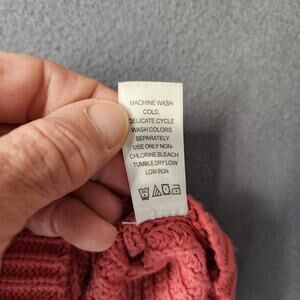 MACHINE WASH
COLD,
DELICATE CYCLE
WASH COLORS
SEPARATELY
USE ONLY NON-
CHLORINE BLEACH
TUMBLE DRY LOW
LOW IRON